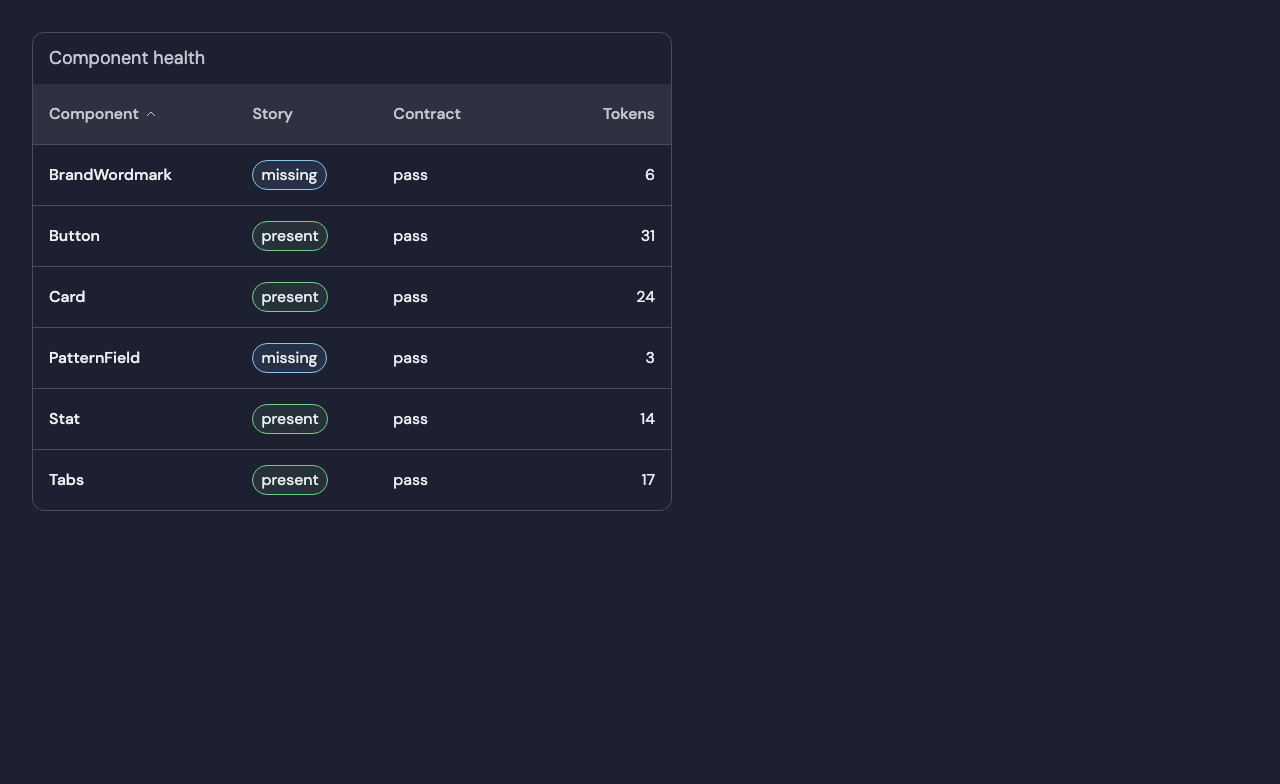 Component health
Component Story Contract Tokens
BrandWordmark missing pass 6
Button present pass 31
Card present pass 24
PatternField missing pass 3
Stat present pass 14
Tabs present pass 17